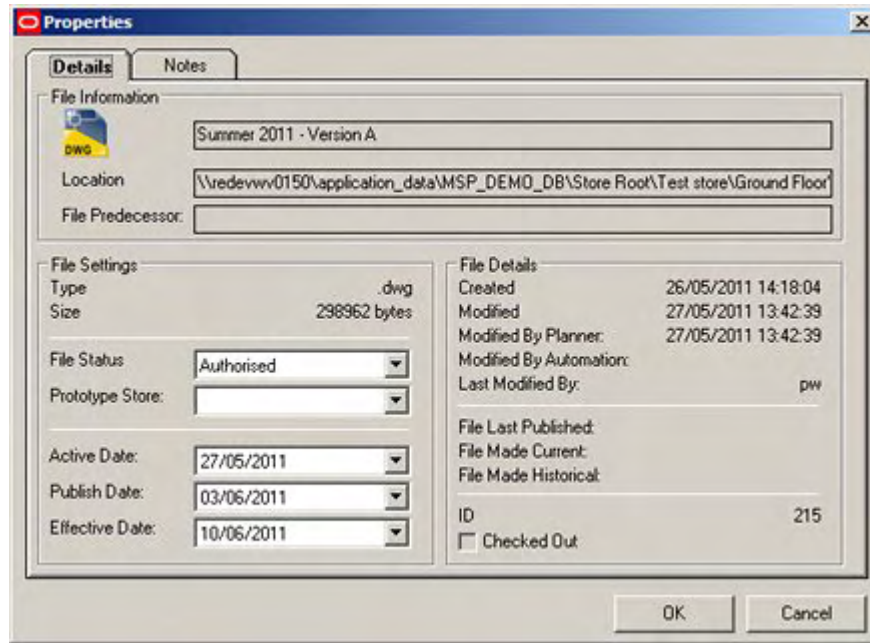 Properties
Details
Notes
File Information
DWG
Summer 2011 - Version A
Location
\\redevwv0150\application_data\MSP_DEMO_DB\Store Root\Test store\Ground Floor
File Predecessor:
File Settings
Type .dwg
Size 298962 bytes
File Status Authorised
Prototype Store:
Active Date: 27/05/2011
Publish Date: 03/06/2011
Effective Date: 10/06/2011
File Details
Created 26/05/2011 14:18:04
Modified 27/05/2011 13:42:39
Modified By Planner: 27/05/2011 13:42:39
Modified By Automation:
Last Modified By: pw
File Last Published:
File Made Current:
File Made Historical:
ID 215
Checked Out
OK
Cancel